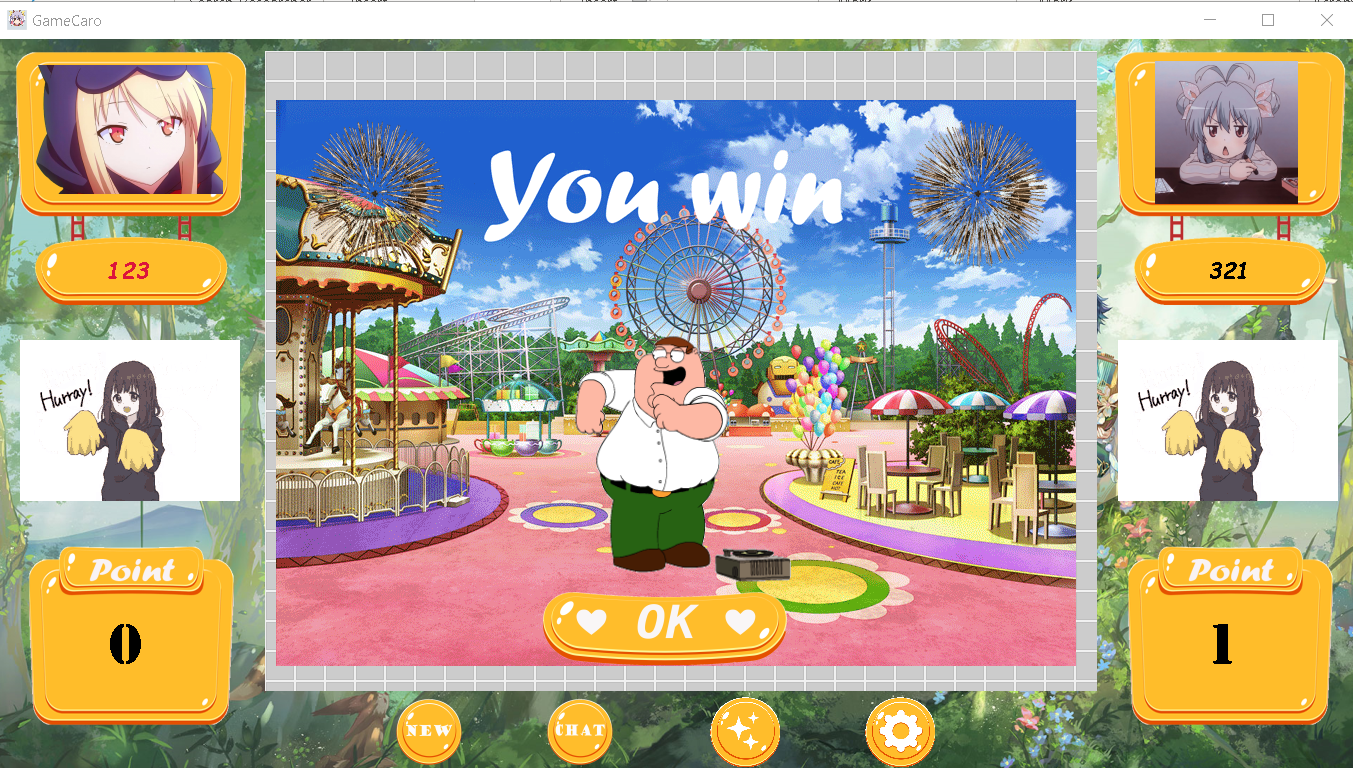 GameCaro
You win
123
321
Hurray!
Hurray!
Point
Point
0
1
OK
NEW
CHAT